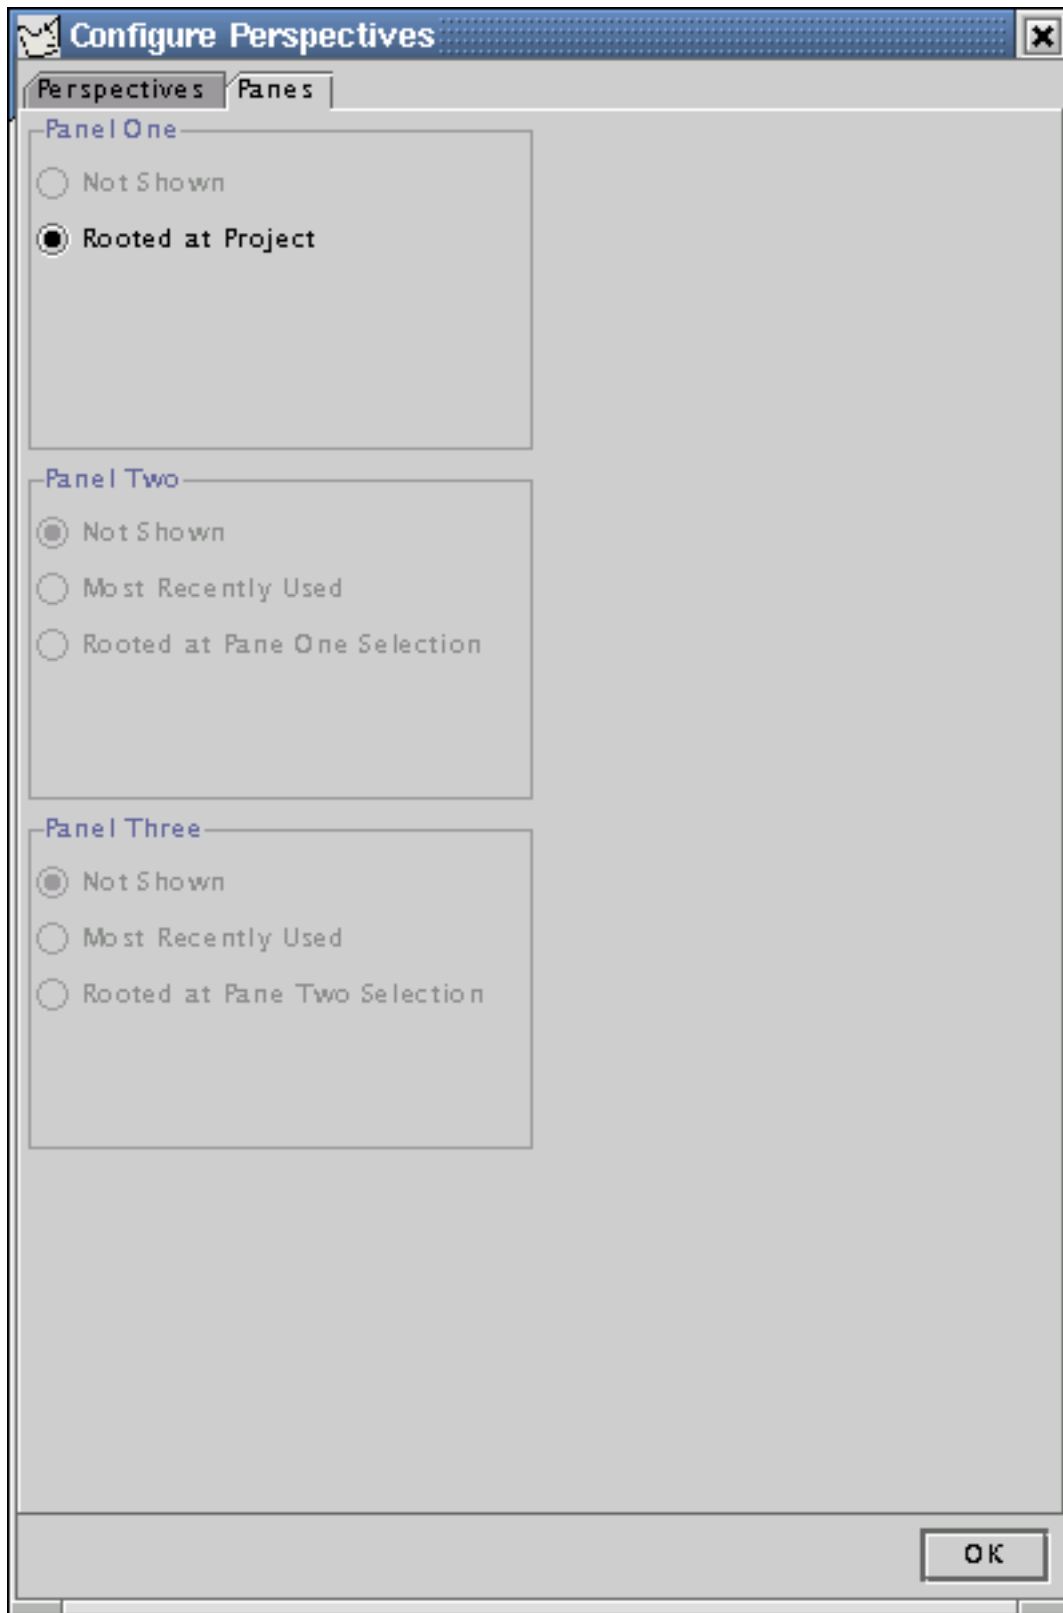 Configure Perspectives
Perspectives Panes
Panel One
Not Shown
Rooted at Project
Panel Two
Not Shown
Most Recently Used
Rooted at Pane One Selection
Panel Three
Not Shown
Most Recently Used
Rooted at Pane Two Selection
OK